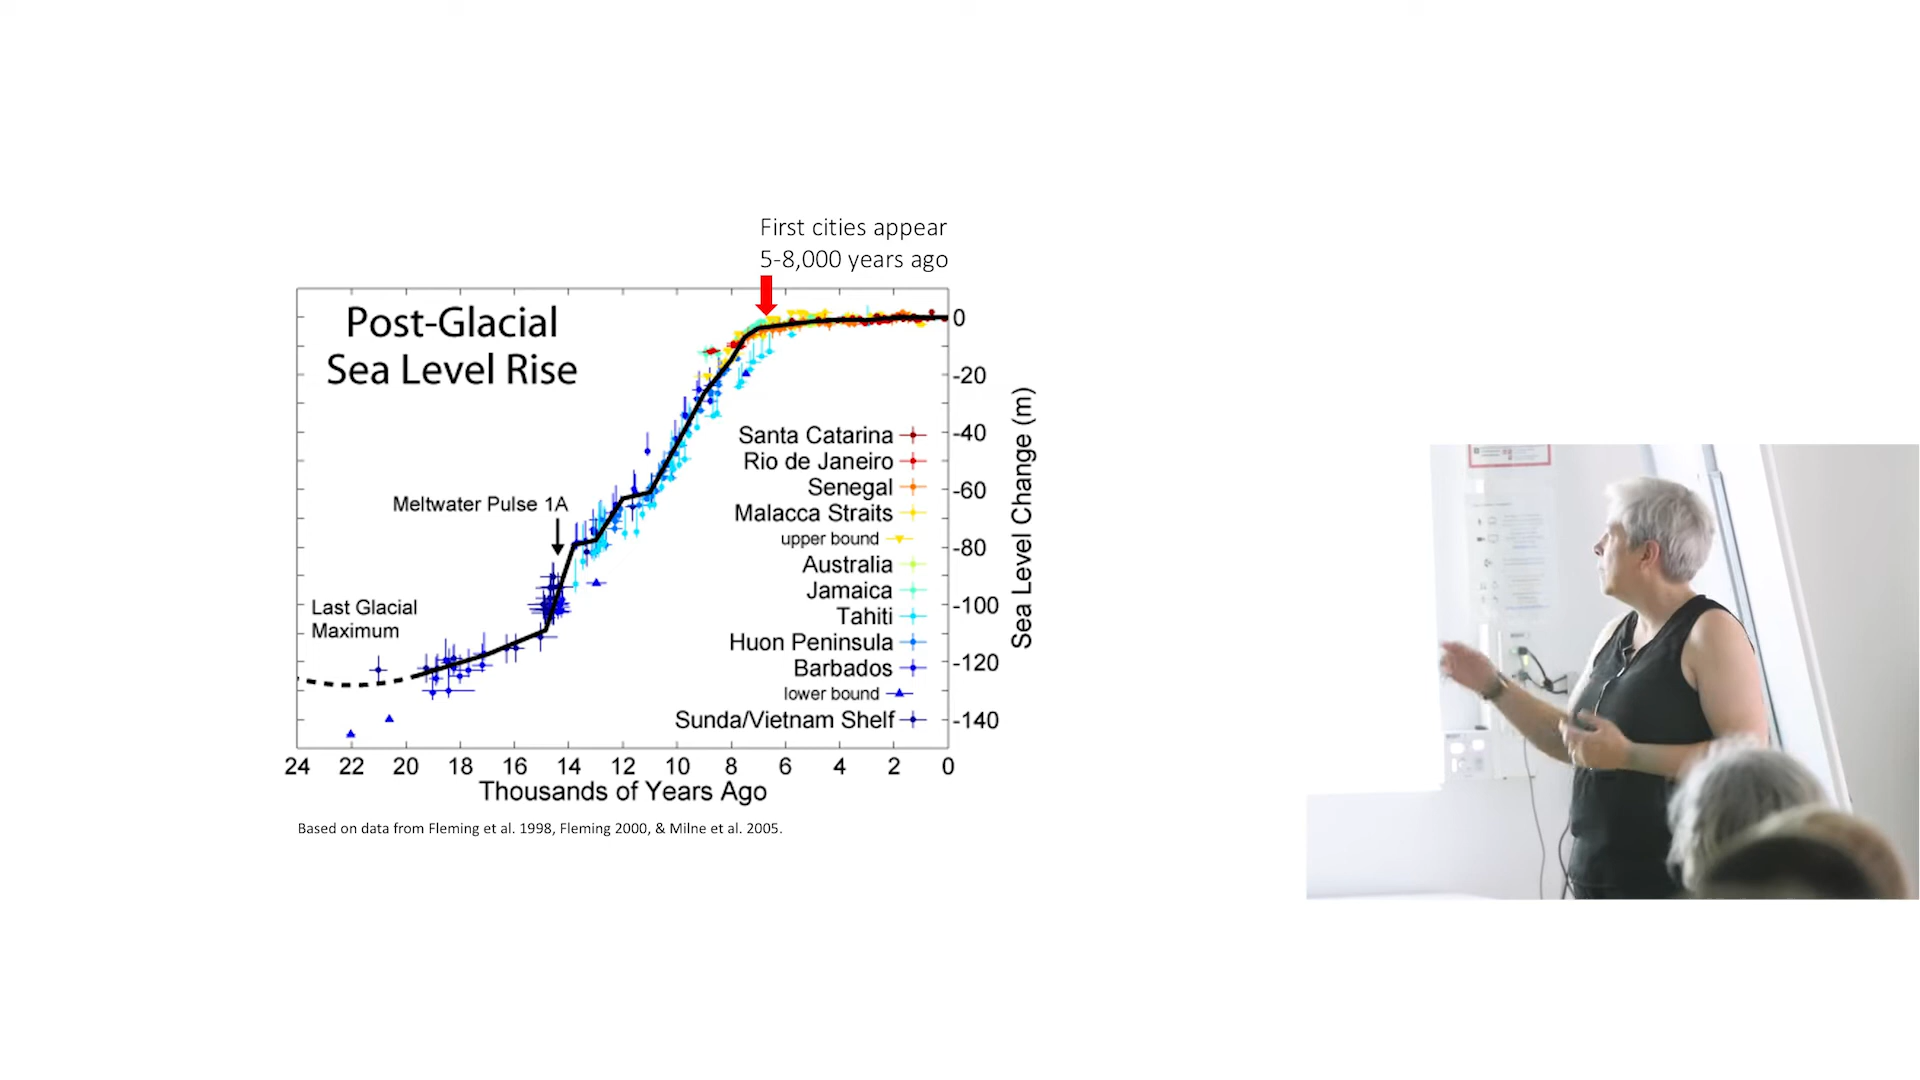 First cities appear
5-8,000 years ago
Post-Glacial
Sea Level Rise
0
-20
-40
-60
-80
-100
-120
-140
Sea Level Change (m)
Santa Catarina
Rio de Janeiro
Senegal
Malacca Straits
upper bound
Australia
Jamaica
Tahiti
Huon Peninsula
Barbados
lower bound
Sunda/Vietnam Shelf
Meltwater Pulse 1A
Last Glacial
Maximum
24 22 20 18 16 14 12 10 8 6 4 2 0
Thousands of Years Ago
Based on data from Fleming et al. 1998, Fleming 2000, & Milne et al. 2005.